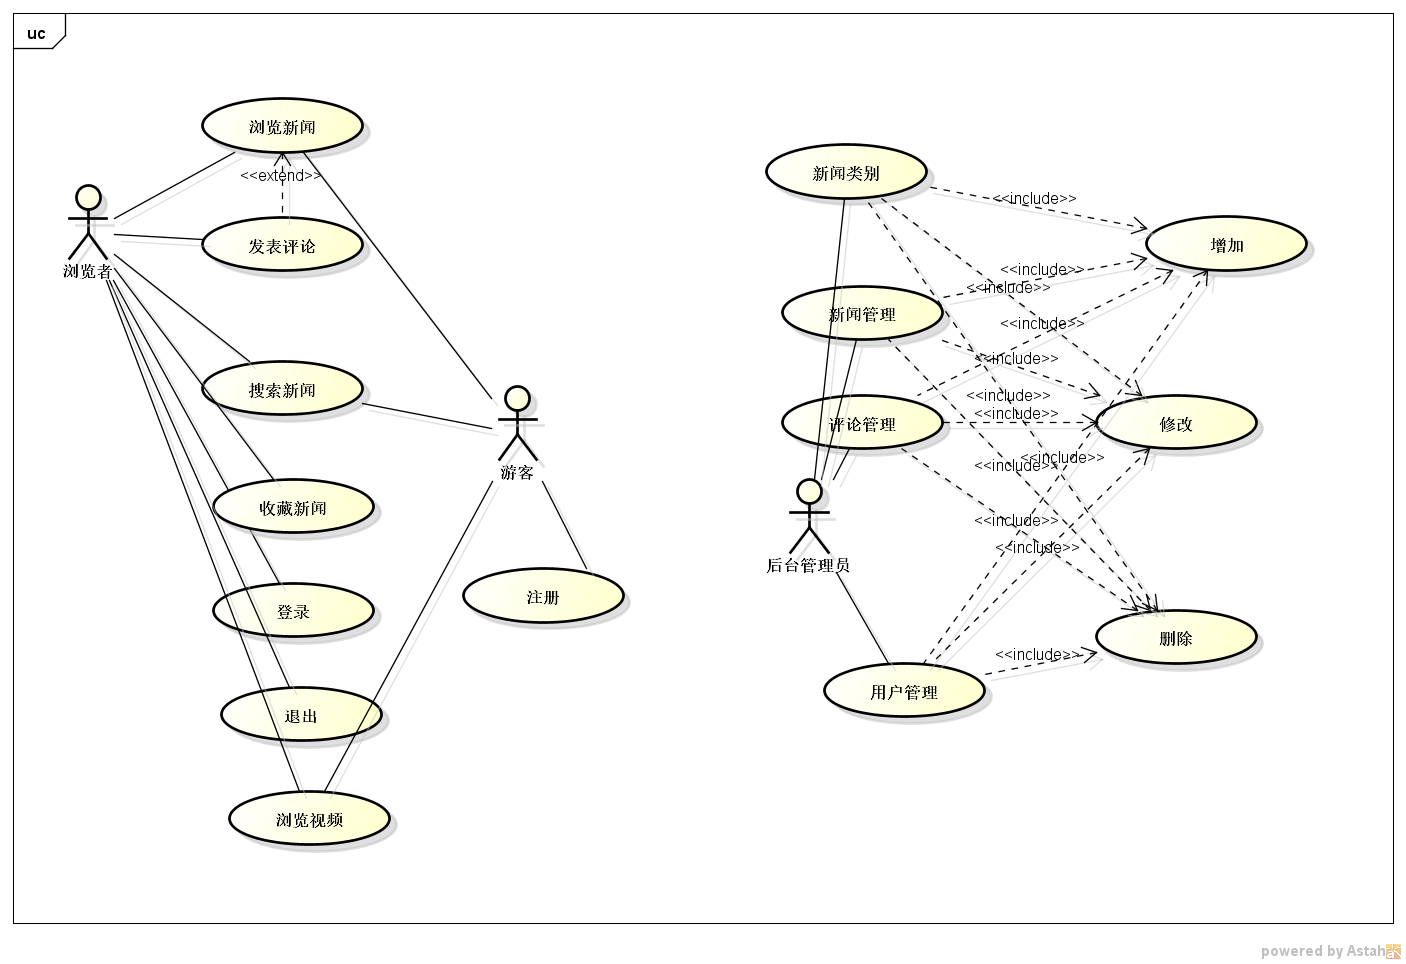 uc
浏览新闻
<<extend>>
发表评论
浏览者
搜索新闻
游客
收藏新闻
注册
登录
退出
浏览视频
新闻类别
<<include>>
增加
<<include>>
<<include>>
新闻管理
<<include>>
<<include>>
<<include>>
<<include>>
评论管理
修改
<<include>>
<<include>>
<<include>>
<<include>>
后台管理员
删除
<<include>>
用户管理
powered by Astah